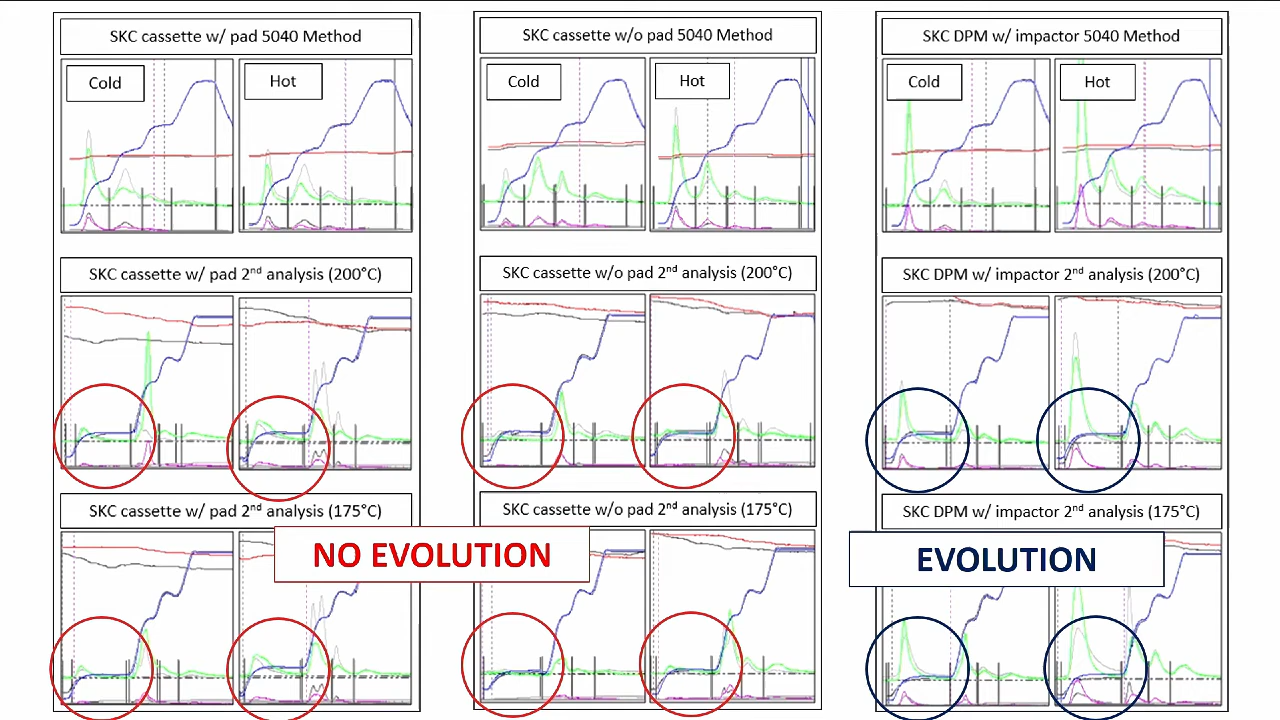 SKC cassette w/ pad 5040 Method
SKC cassette w/o pad 5040 Method
SKC DPM w/ impactor 5040 Method
Cold
Hot
Cold
Hot
Cold
Hot
SKC cassette w/ pad 2nd analysis (200°C)
SKC cassette w/o pad 2nd analysis (200°C)
SKC DPM w/ impactor 2nd analysis (200°C)
SKC cassette w/ pad 2nd analysis (175°C)
SKC cassette w/o pad 2nd analysis (175°C)
SKC DPM w/ impactor 2nd analysis (175°C)
NO EVOLUTION
EVOLUTION